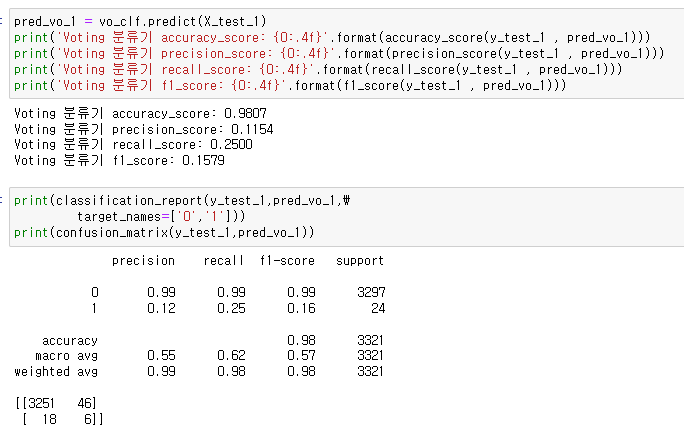 pred_vo_1 = vo_clf.predict(X_test_1)
print('Voting 분류기 accuracy_score: {0:.4f}'.format(accuracy_score(y_test_1 , pred_vo_1)))
print('Voting 분류기 precision_score: {0:.4f}'.format(precision_score(y_test_1 , pred_vo_1)))
print('Voting 분류기 recall_score: {0:.4f}'.format(recall_score(y_test_1 , pred_vo_1)))
print('Voting 분류기 f1_score: {0:.4f}'.format(f1_score(y_test_1 , pred_vo_1)))
Voting 분류기 accuracy_score: 0.9807
Voting 분류기 precision_score: 0.1154
Voting 분류기 recall_score: 0.2500
Voting 분류기 f1_score: 0.1579
print(classification_report(y_test_1,pred_vo_1,₩
target_names=['0','1']))
print(confusion_matrix(y_test_1,pred_vo_1))
precision recall f1-score support
0 0.99 0.99 0.99 3297
1 0.12 0.25 0.16 24
accuracy 0.98 3321
macro avg 0.55 0.62 0.57 3321
weighted avg 0.99 0.98 0.98 3321
[[3251 46]
[ 18 6]]